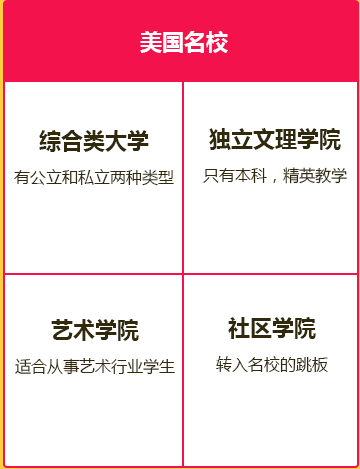 美国名校
综合类大学
有公立和私立两种类型
独立文理学院
只有本科，精英教学
艺术学院
适合从事艺术行业学生
社区学院
转入名校的跳板